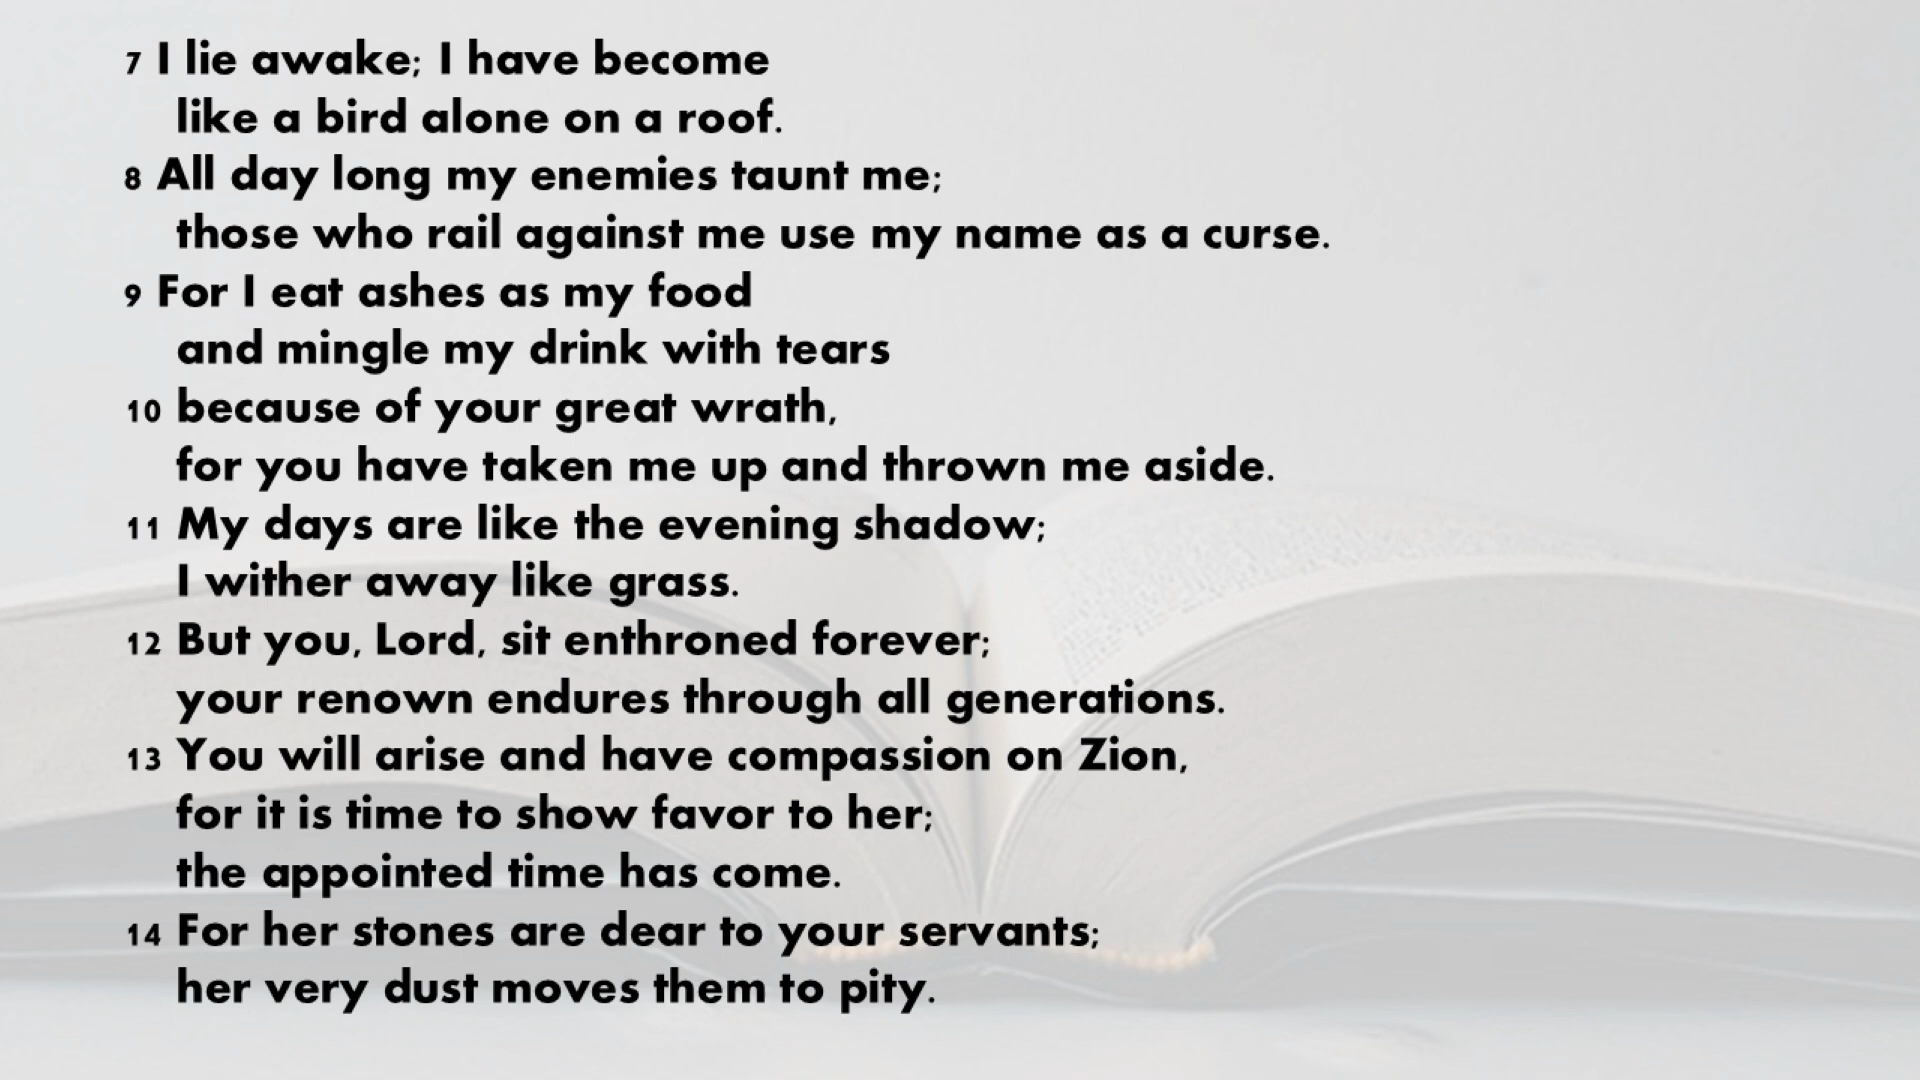 7 I lie awake; I have become
like a bird alone on a roof.
8 All day long my enemies taunt me;
those who rail against me use my name as a curse.
9 For I eat ashes as my food
and mingle my drink with tears
10 because of your great wrath,
for you have taken me up and thrown me aside.
11 My days are like the evening shadow;
I wither away like grass.
12 But you, Lord, sit enthroned forever;
your renown endures through all generations.
13 You will arise and have compassion on Zion,
for it is time to show favor to her;
the appointed time has come.
14 For her stones are dear to your servants;
her very dust moves them to pity.